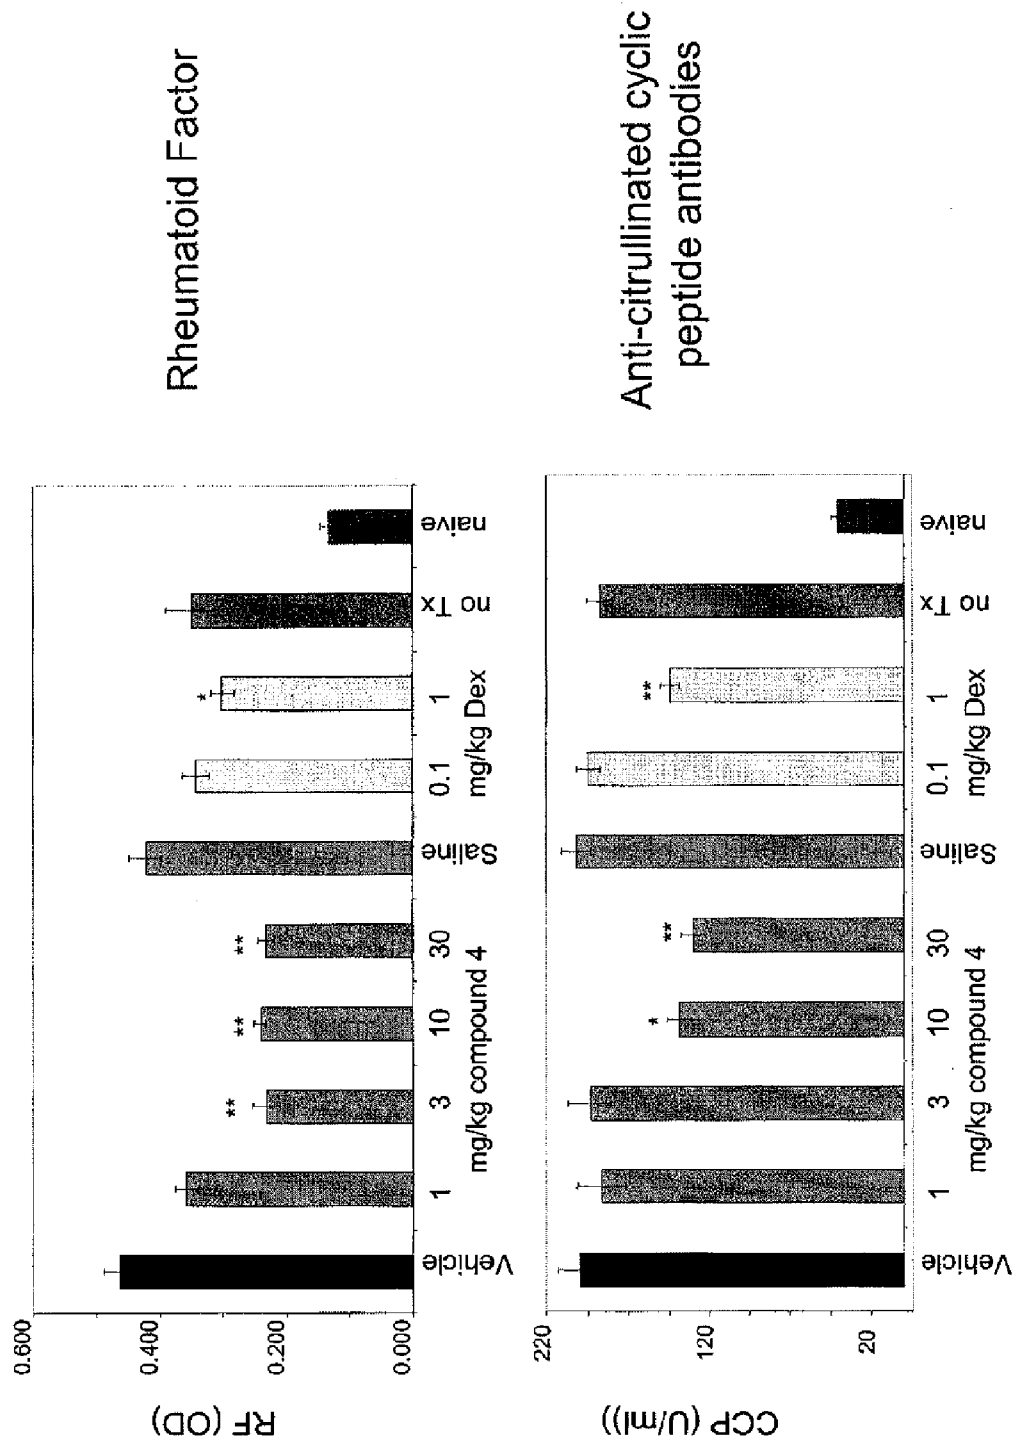 Rheumatoid Factor
RF (OD)
0.600
0.400
0.200
0.000
** ** ** *
Vehicle 1 3 10 30 Saline 0.1 1 no Tx naive
mg/kg compound 4 mg/kg Dex
Anti-citrullinated cyclic
peptide antibodies
CCP (U/ml))
220
120
20
* ** **
Vehicle 1 3 10 30 Saline 0.1 1 no Tx naive
mg/kg compound 4 mg/kg Dex